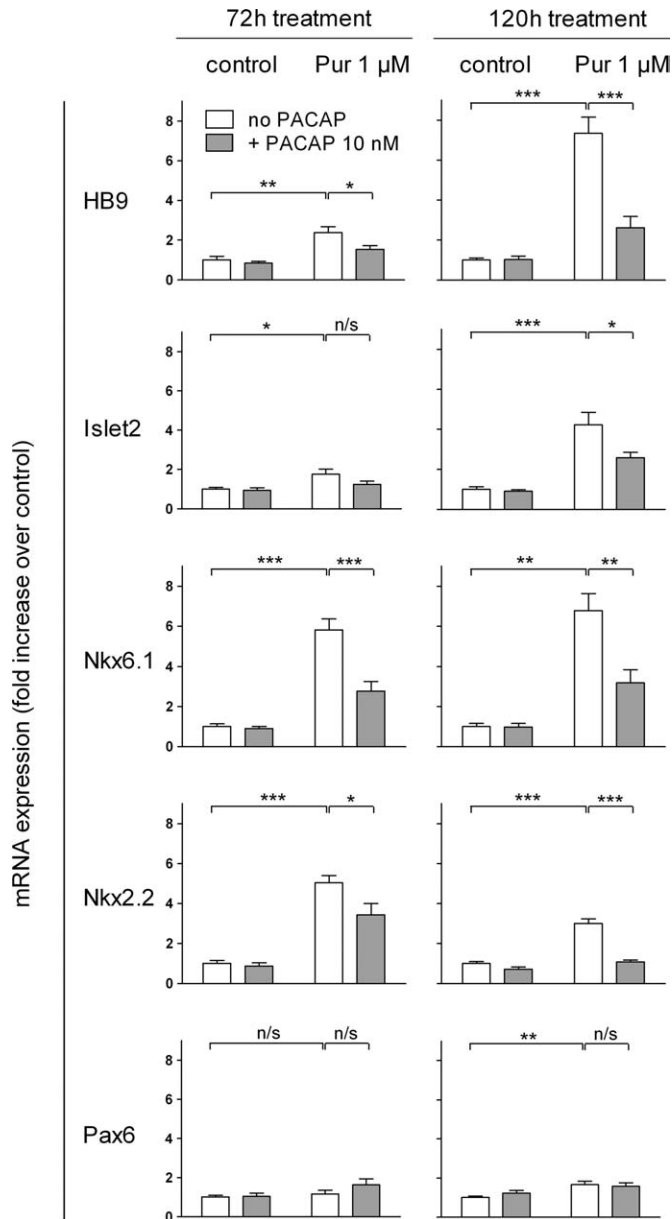 72h treatment 120h treatment
control Pur 1 µM control Pur 1 µM
mRNA expression (fold increase over control)
HB9
no PACAP
+ PACAP 10 nM
*** ***
** *
8
6
4
2
0
Islet2
* n/s *** *
8
6
4
2
0
Nkx6.1
*** *** ** **
8
6
4
2
0
Nkx2.2
*** * *** ***
8
6
4
2
0
Pax6
n/s n/s ** n/s
8
6
4
2
0